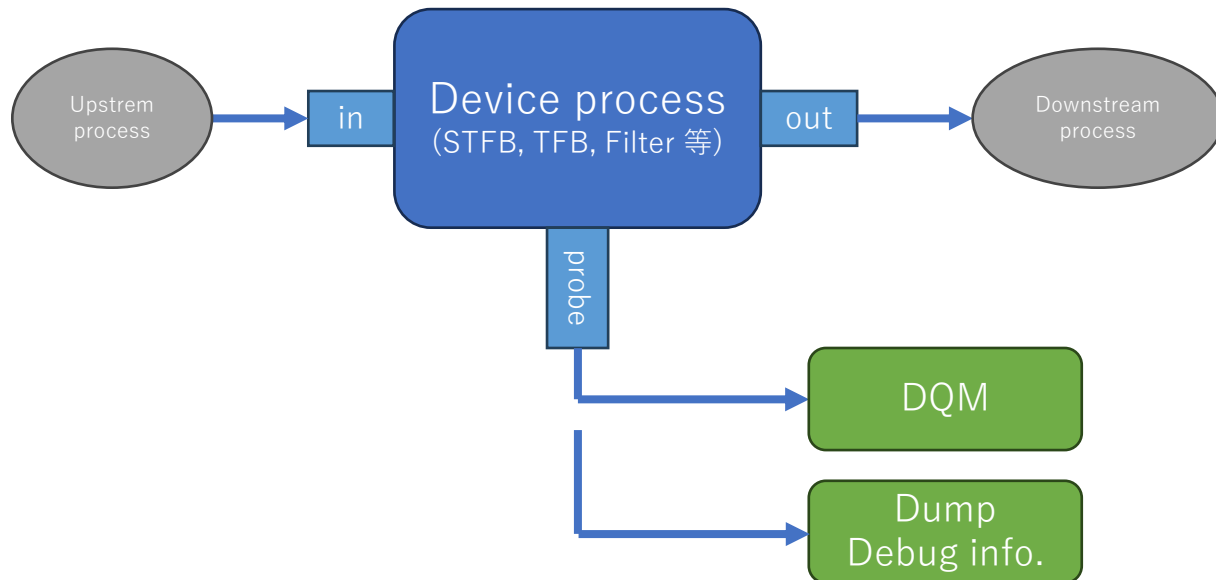 Upstrem
process
in
Device process
(STFB, TFB, Filter 等)
out
Downstream
process
probe
DQM
Dump
Debug info.